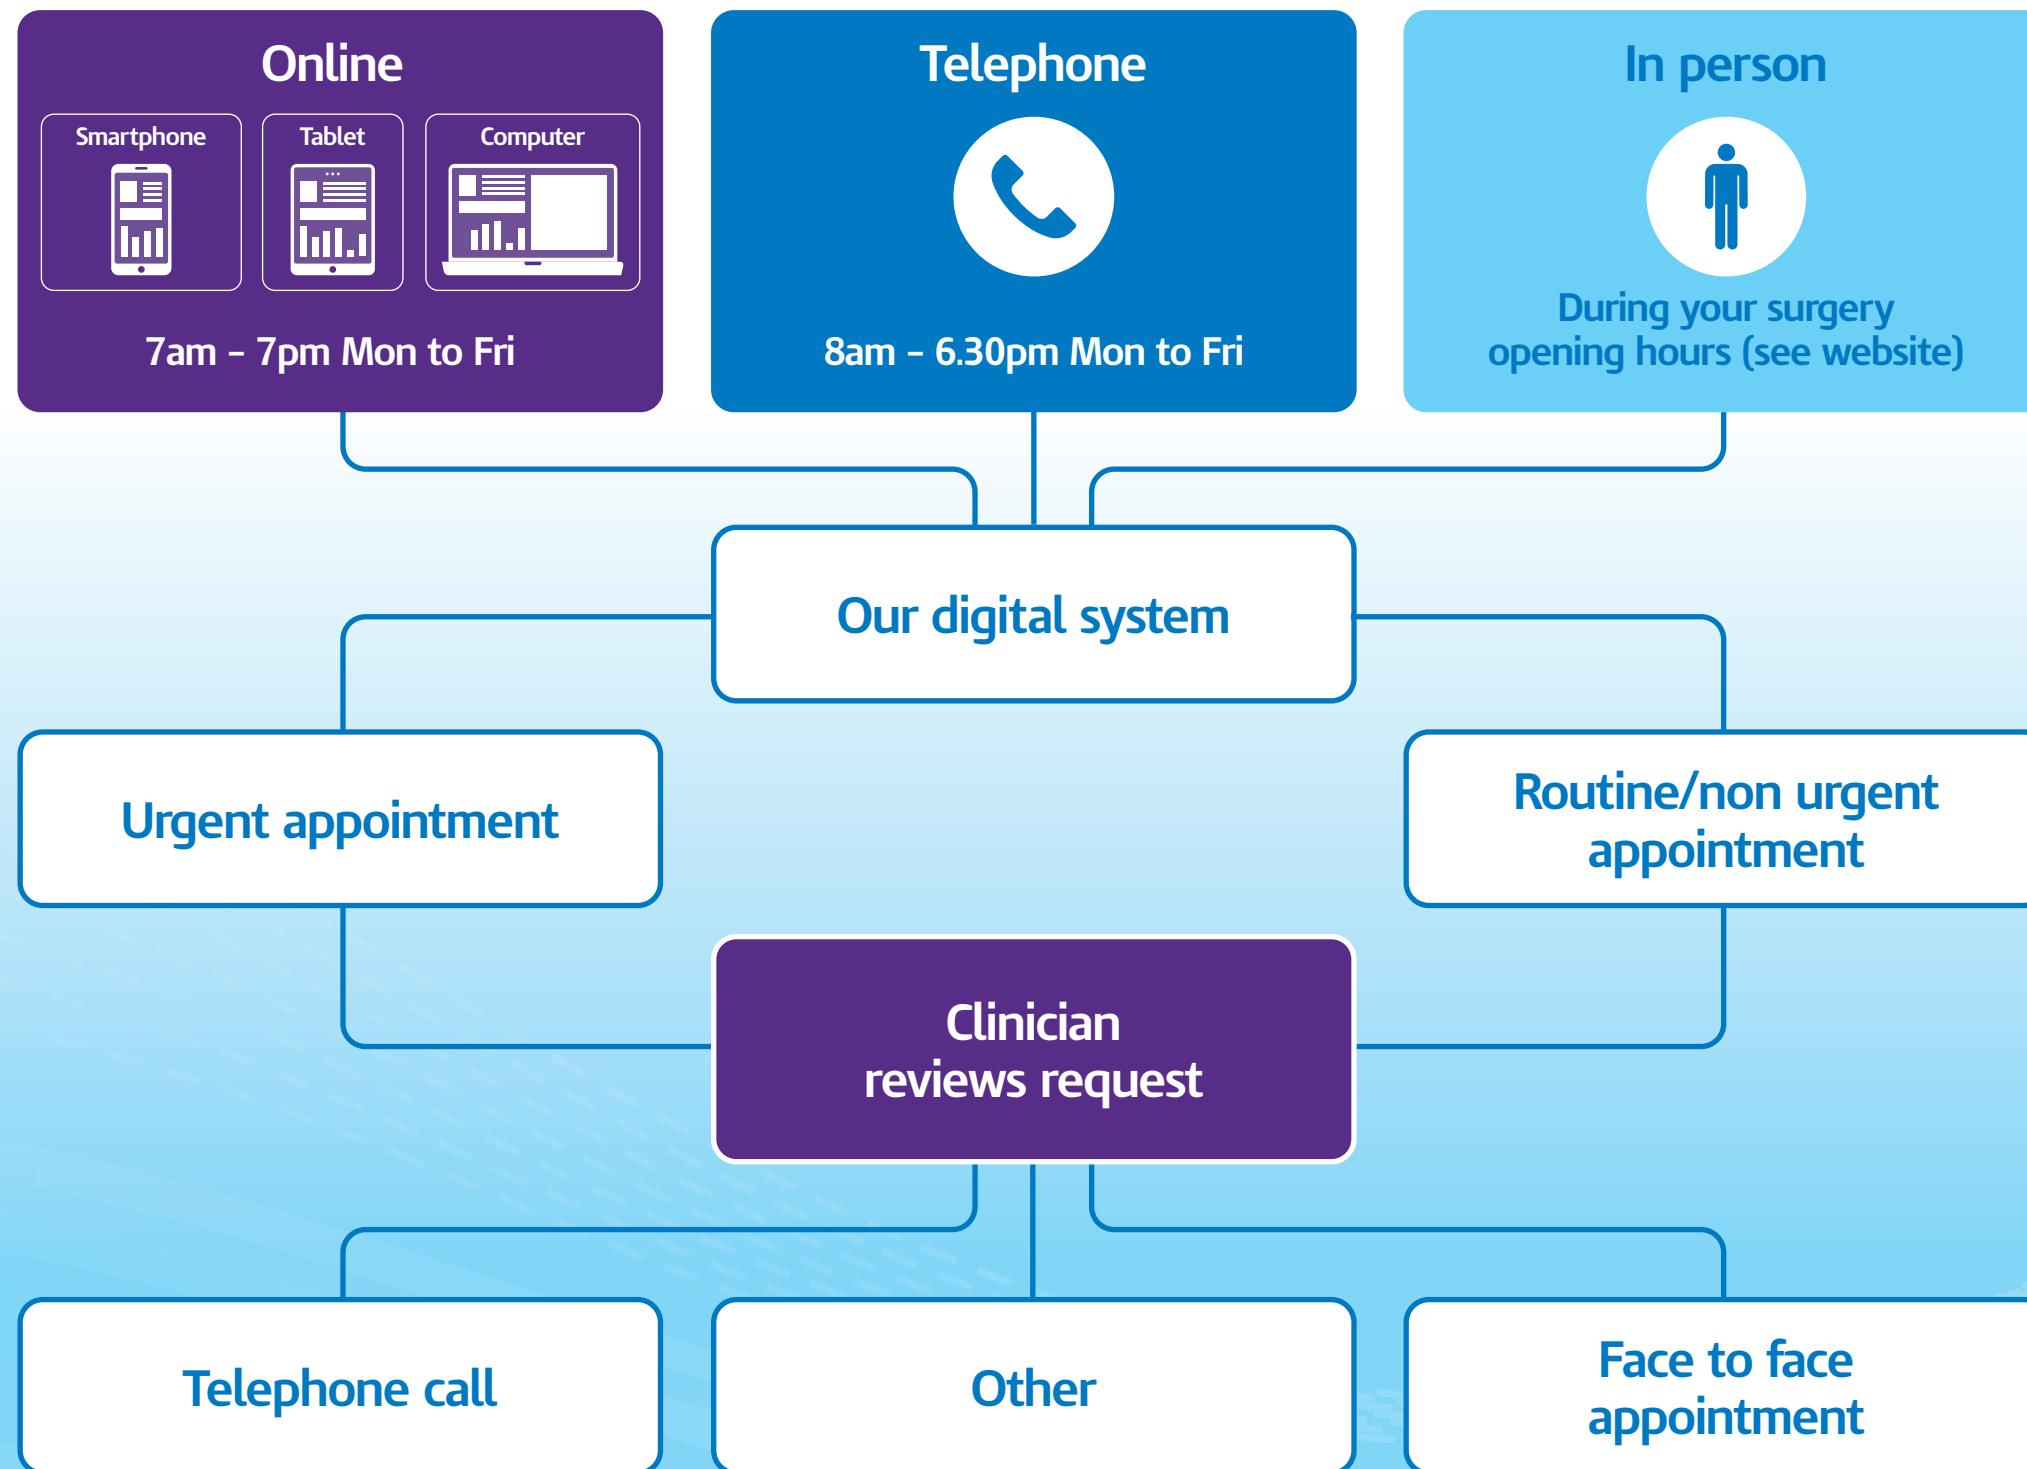 Online
Smartphone
Tablet
Computer
7am – 7pm Mon to Fri
Telephone
8am – 6.30pm Mon to Fri
In person
During your surgery
opening hours (see website)
Our digital system
Urgent appointment
Routine/non urgent
appointment
Clinician
reviews request
Telephone call
Other
Face to face
appointment